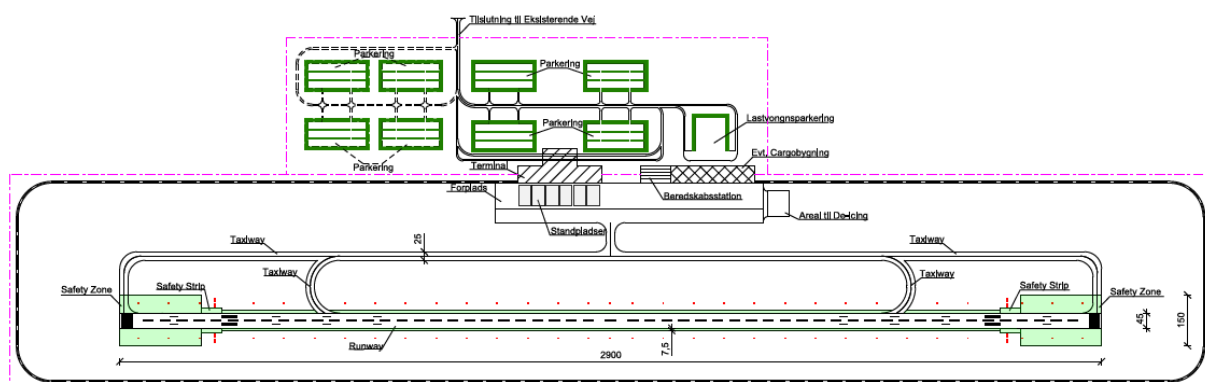 Tilslutning til Eksisterende Vej
Parkering
Parkering
Parkering
Parkering
Lastvongnsparkering
Evt. Cargobygning
Terminal
Forplads
Beredskabsstation
Areal til De-icing
Standpladser
25
Taxiway
Taxiway
Taxiway
Taxiway
Safety Zone
Safety Strip
Safety Strip
Safety Zone
45
150
Runway
7,5
2900